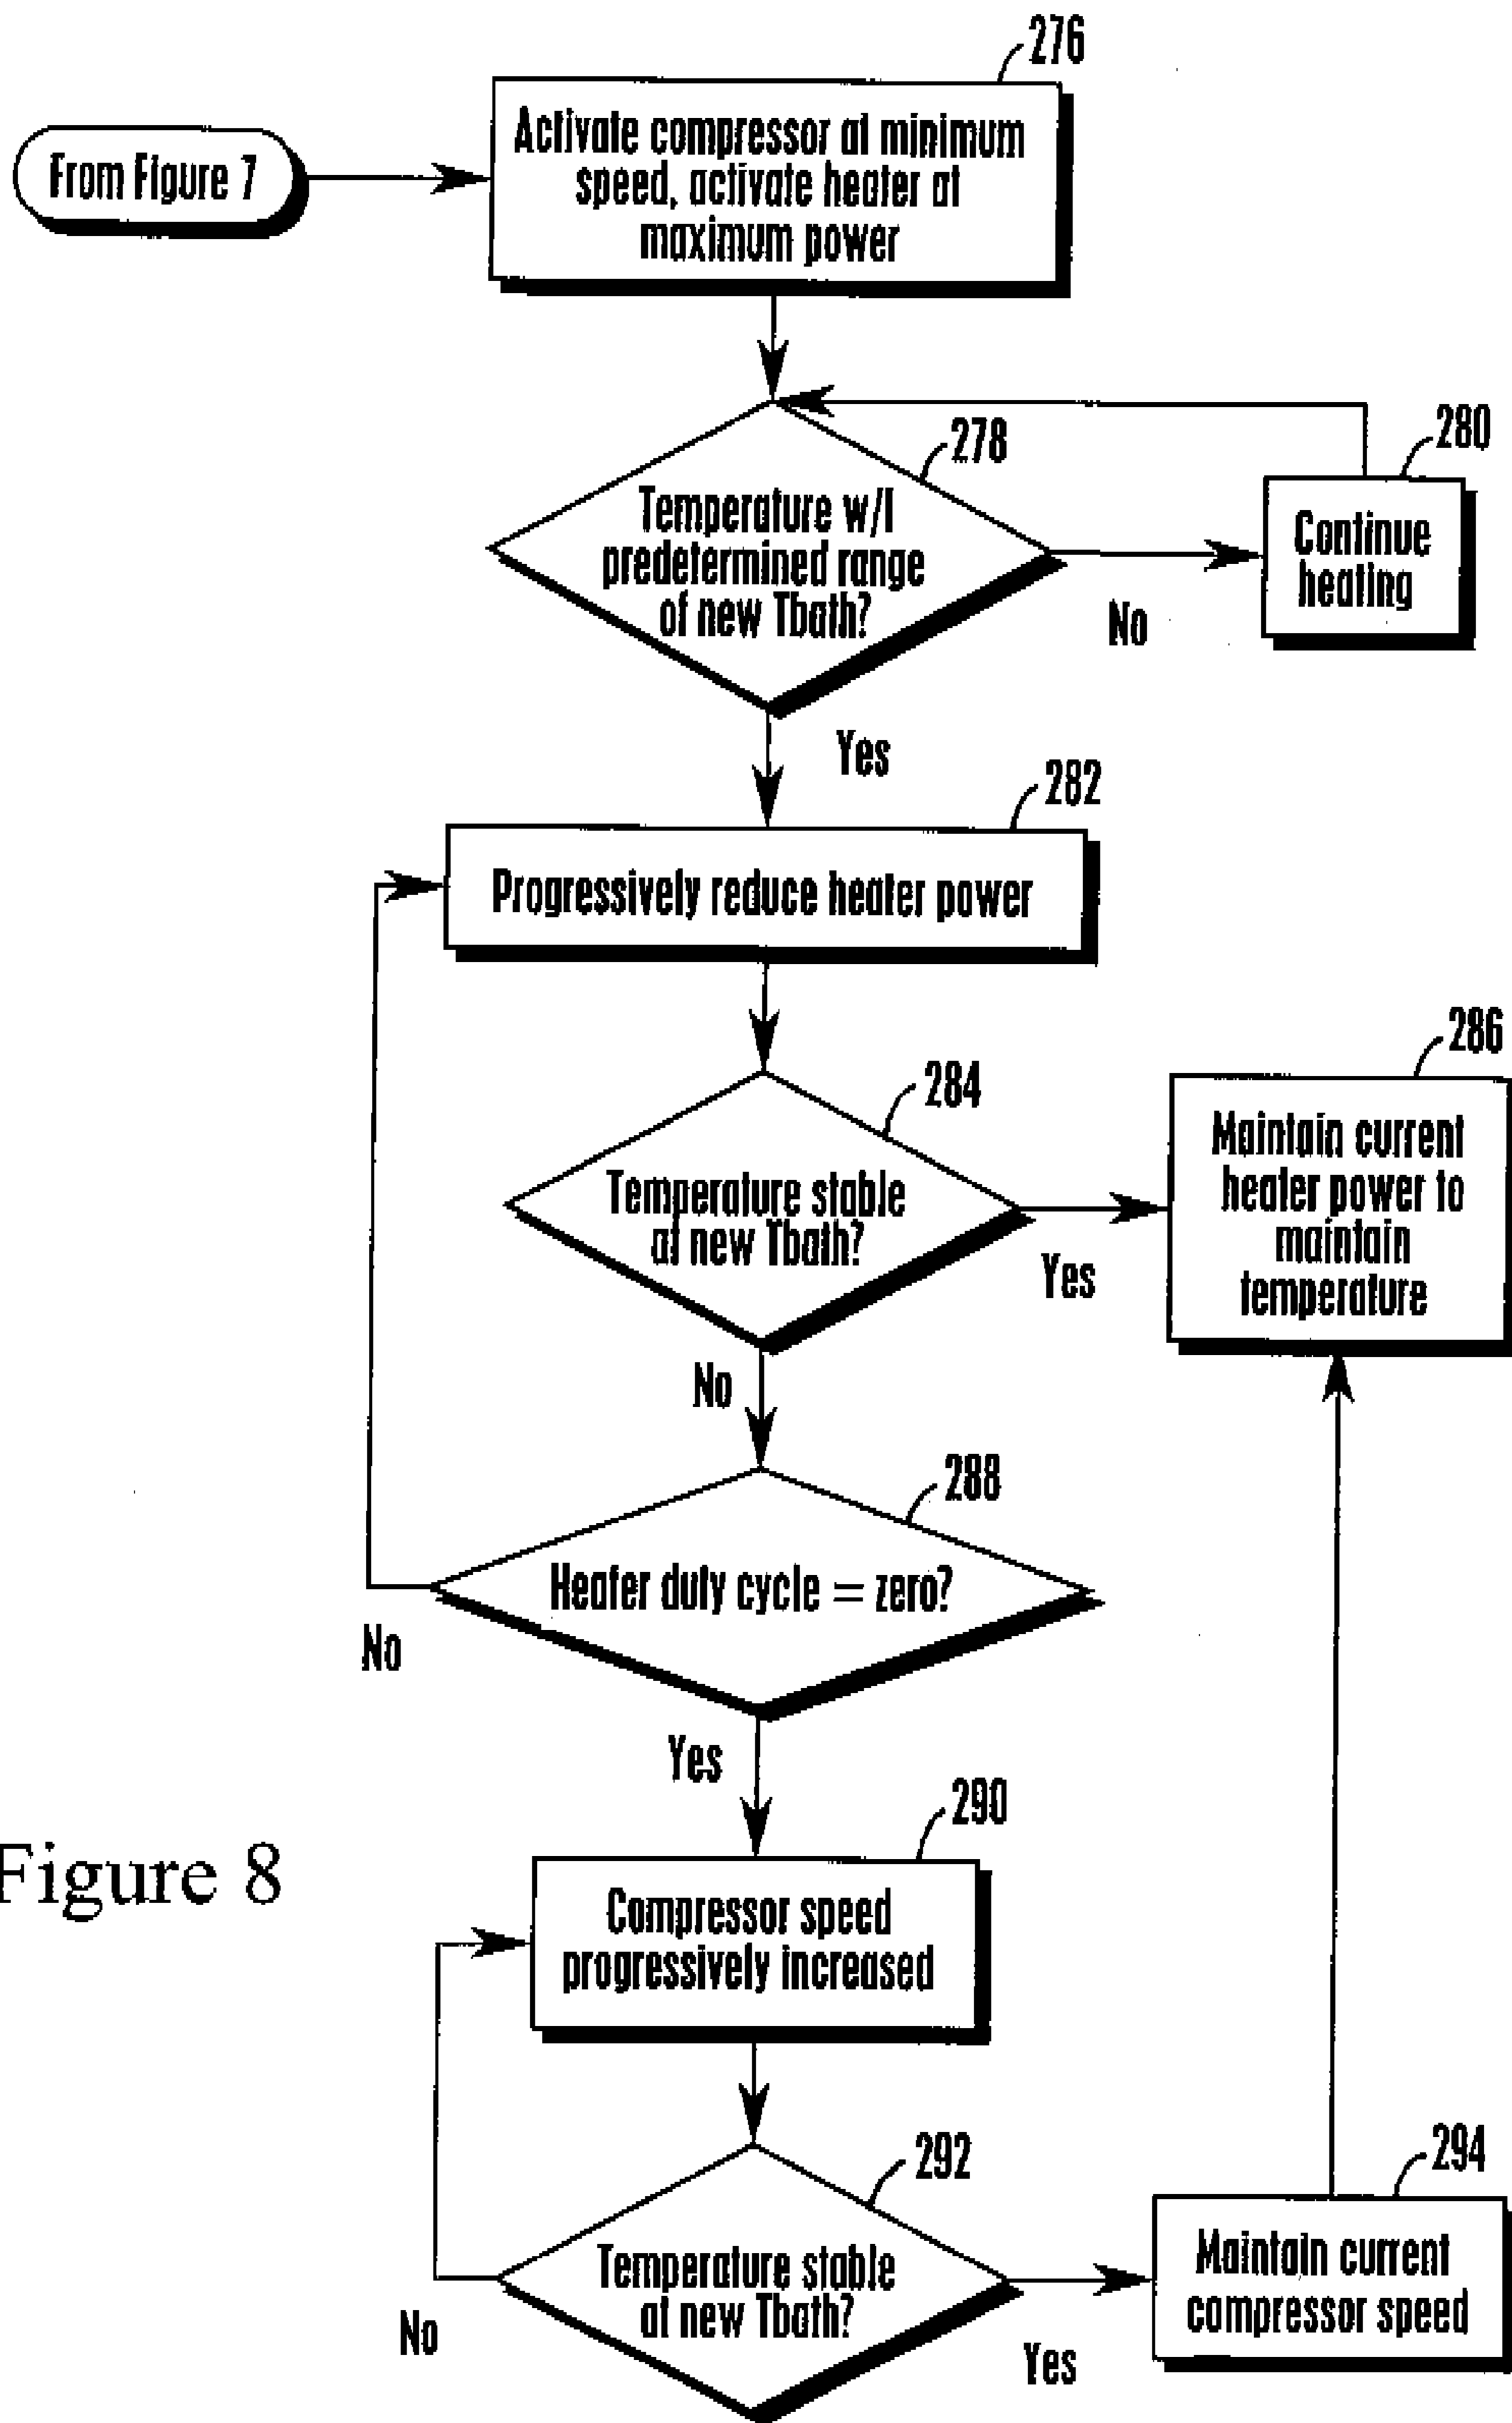 276
From Figure 7
Activate compressor at minimum
speed, activate heater at
maximum power
278
280
Temperature w/I
predetermined range
of new Tbath?
Continue
heating
No
Yes
282
Progressively reduce heater power
284
286
Temperature stable
at new Tbath?
Maintain current
heater power to
maintain
temperature
Yes
No
288
Heater duty cycle = zero?
No
Yes
290
Figure 8
Compressor speed
progressively increased
292
294
Temperature stable
at new Tbath?
Maintain current
compressor speed
No
Yes